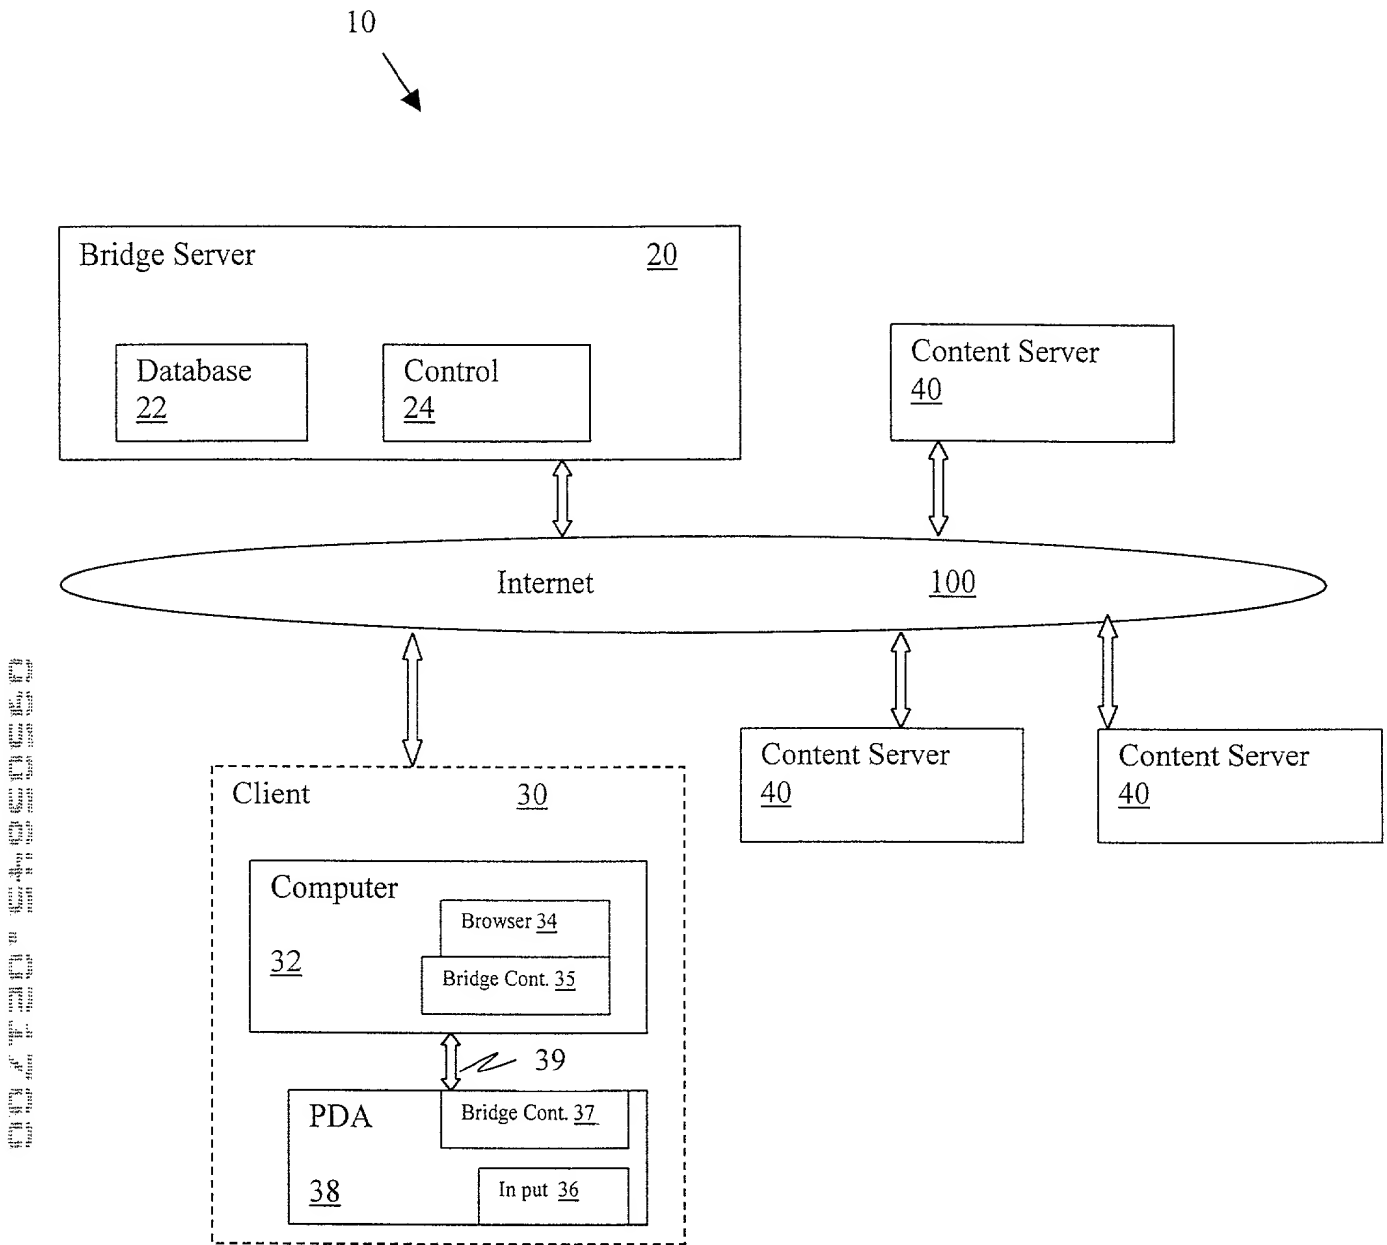 10
Bridge Server 20
Database
22
Control
24
Content Server
40
Internet 100
Content Server
40
Content Server
40
Client 30
Computer
32
Browser 34
Bridge Cont. 35
39
PDA
38
Bridge Cont. 37
In put 36